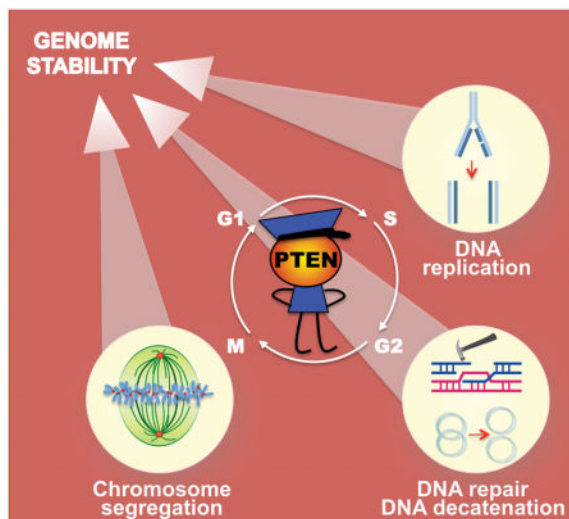 GENOME
STABILITY
G1
S
PTEN
M
G2
DNA
replication
Chromosome
segregation
DNA repair
DNA decatenation